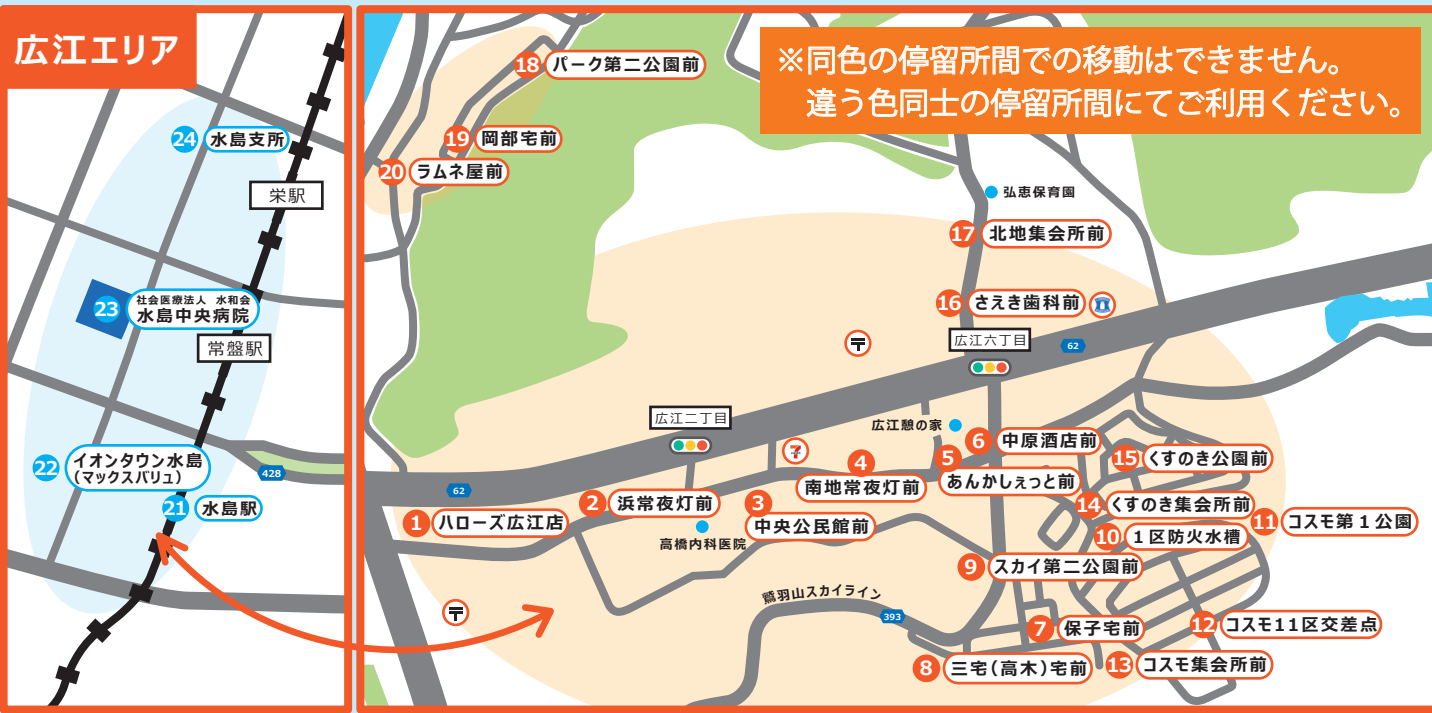 広江エリア
※同色の停留所間での移動はできません。
違う色同士の停留所間にてご利用ください。
24 水島支所
栄駅
23 社会医療法人 水和会
水島中央病院
常盤駅
22 イオンタウン水島
(マックスバリュ)
428
21 水島駅
18 パーク第二公園前
19 岡部宅前
20 ラムネ屋前
弘恵保育園
17 北地集会所前
16 さえき歯科前
広江六丁目
62
〒
広江二丁目
広江憩の家
6 中原酒店前
7
4
南地常夜灯前
5
あんかしぇっと前
15 くすのき公園前
62
1 ハローズ広江店
2 浜常夜灯前
3
中央公民館前
高橋内科医院
14 くすのき集会所前
11 コスモ第1公園
10 1区防火水槽
9 スカイ第二公園前
鷲羽山スカイライン
393
〒
7 保子宅前
12 コスモ11区交差点
8 三宅(高木)宅前
13 コスモ集会所前